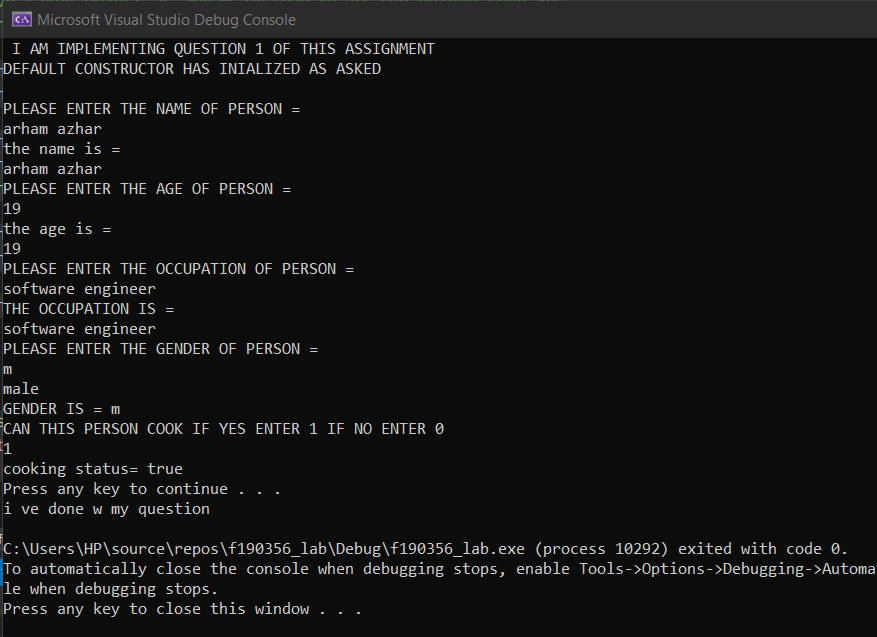 Microsoft Visual Studio Debug Console
I AM IMPLEMENTING QUESTION 1 OF THIS ASSIGNMENT
DEFAULT CONSTRUCTOR HAS INIALIZED AS ASKED
PLEASE ENTER THE NAME OF PERSON =
arham azhar
the name is =
arham azhar
PLEASE ENTER THE AGE OF PERSON =
19
the age is =
19
PLEASE ENTER THE OCCUPATION OF PERSON =
software engineer
THE OCCUPATION IS =
software engineer
PLEASE ENTER THE GENDER OF PERSON =
m
male
GENDER IS = m
CAN THIS PERSON COOK IF YES ENTER 1 IF NO ENTER 0
1
cooking status= true
Press any key to continue . . .
i ve done w my question
C:\Users\HP\source\repos\f190356_lab\Debug\f190356_lab.exe (process 10292) exited with code 0.
To automatically close the console when debugging stops, enable Tools->Options->Debugging->Automa
le when debugging stops.
Press any key to close this window . . .